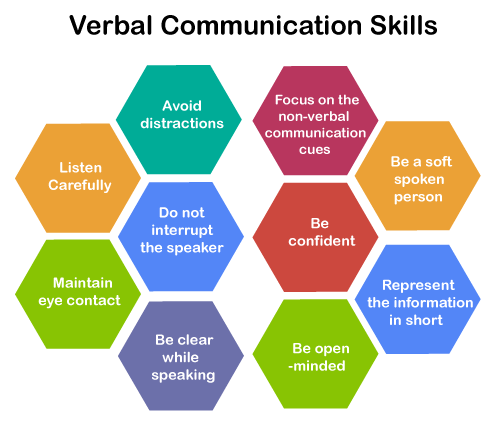 Verbal Communication Skills
Avoid
distractions
Focus on the
non-verbal
communication
cues
Listen
Carefully
Be a soft
spoken
person
Do not
interrupt
the speaker
Be
confident
Maintain
eye contact
Represent
the information
in short
Be clear
while
speaking
Be open
-minded